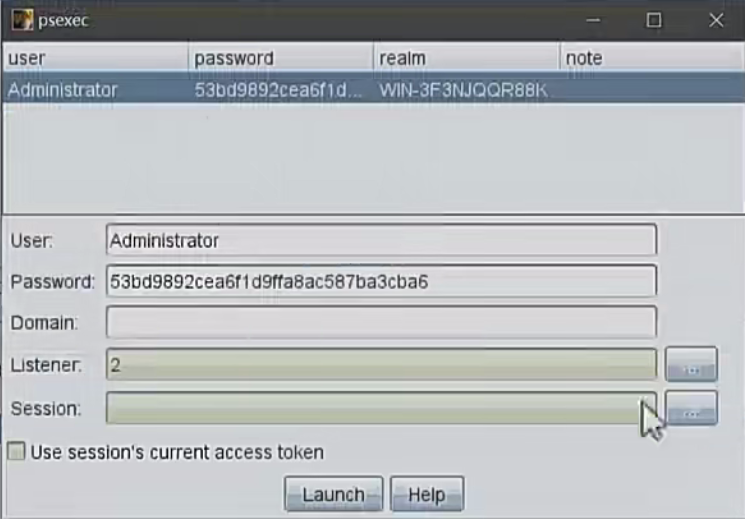 psexec
user password realm note
Administrator 53bd9892cea6f1d... WIN-3F3NJQQR88K
User: Administrator
Password: 53bd9892cea6f1d9ffa8ac587ba3cba6
Domain:
Listener: 2 ...
Session: ...
Use session's current access token
Launch Help